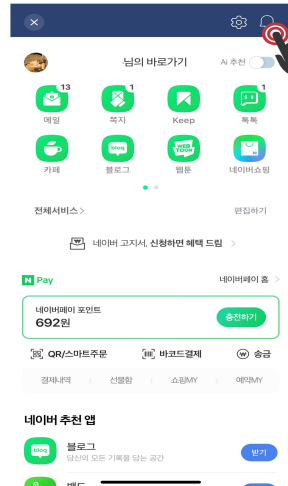 님의 바로가기
Ai 추천
13
1
1
메일
쪽지
Keep
톡톡
blog
WEB
TOON
카페
블로그
웹툰
네이버쇼핑
전체서비스 >
편집하기
네이버 고지서, 신청하면 혜택 드림 >
N Pay
네이버페이 홈 >
네이버페이 포인트
692원
충전하기
QR/스마트주문
바코드결제
송금
결제내역
선물함
쇼핑MY
예약MY
네이버 추천 앱
blog
블로그
당신의 모든 기록을 담는 공간
받기
밴드